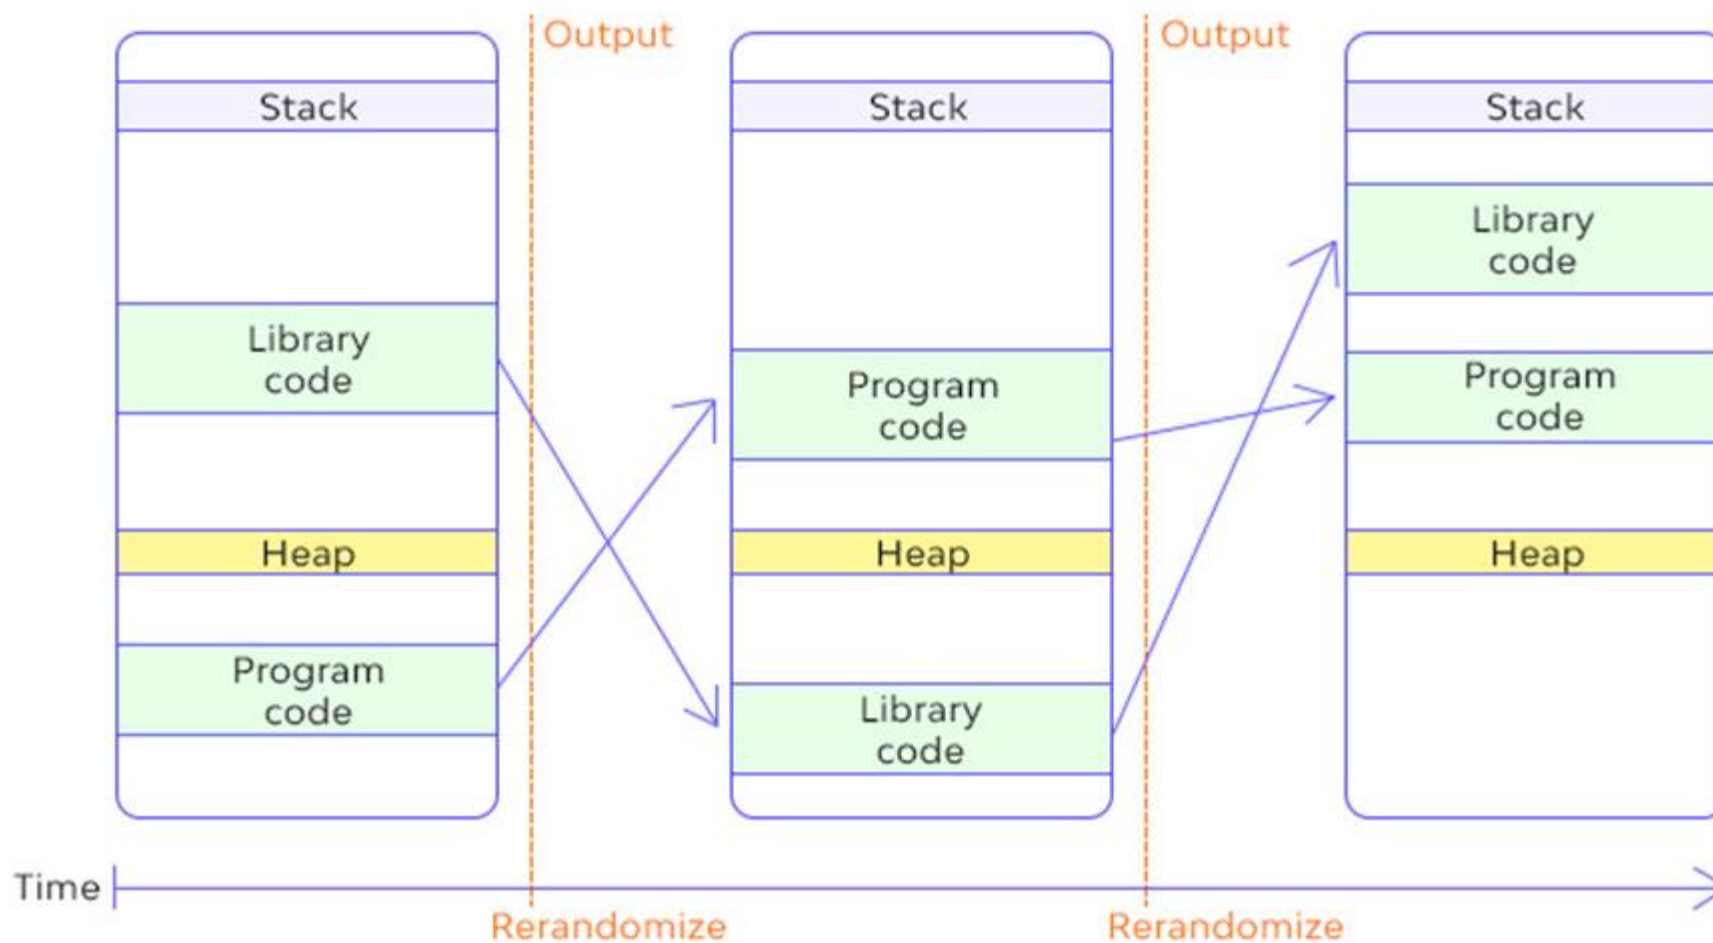 Output
Output
Stack
Stack
Stack
Library
code
Library
code
Program
code
Program
code
Heap
Heap
Heap
Program
code
Library
code
Time
Rerandomize
Rerandomize